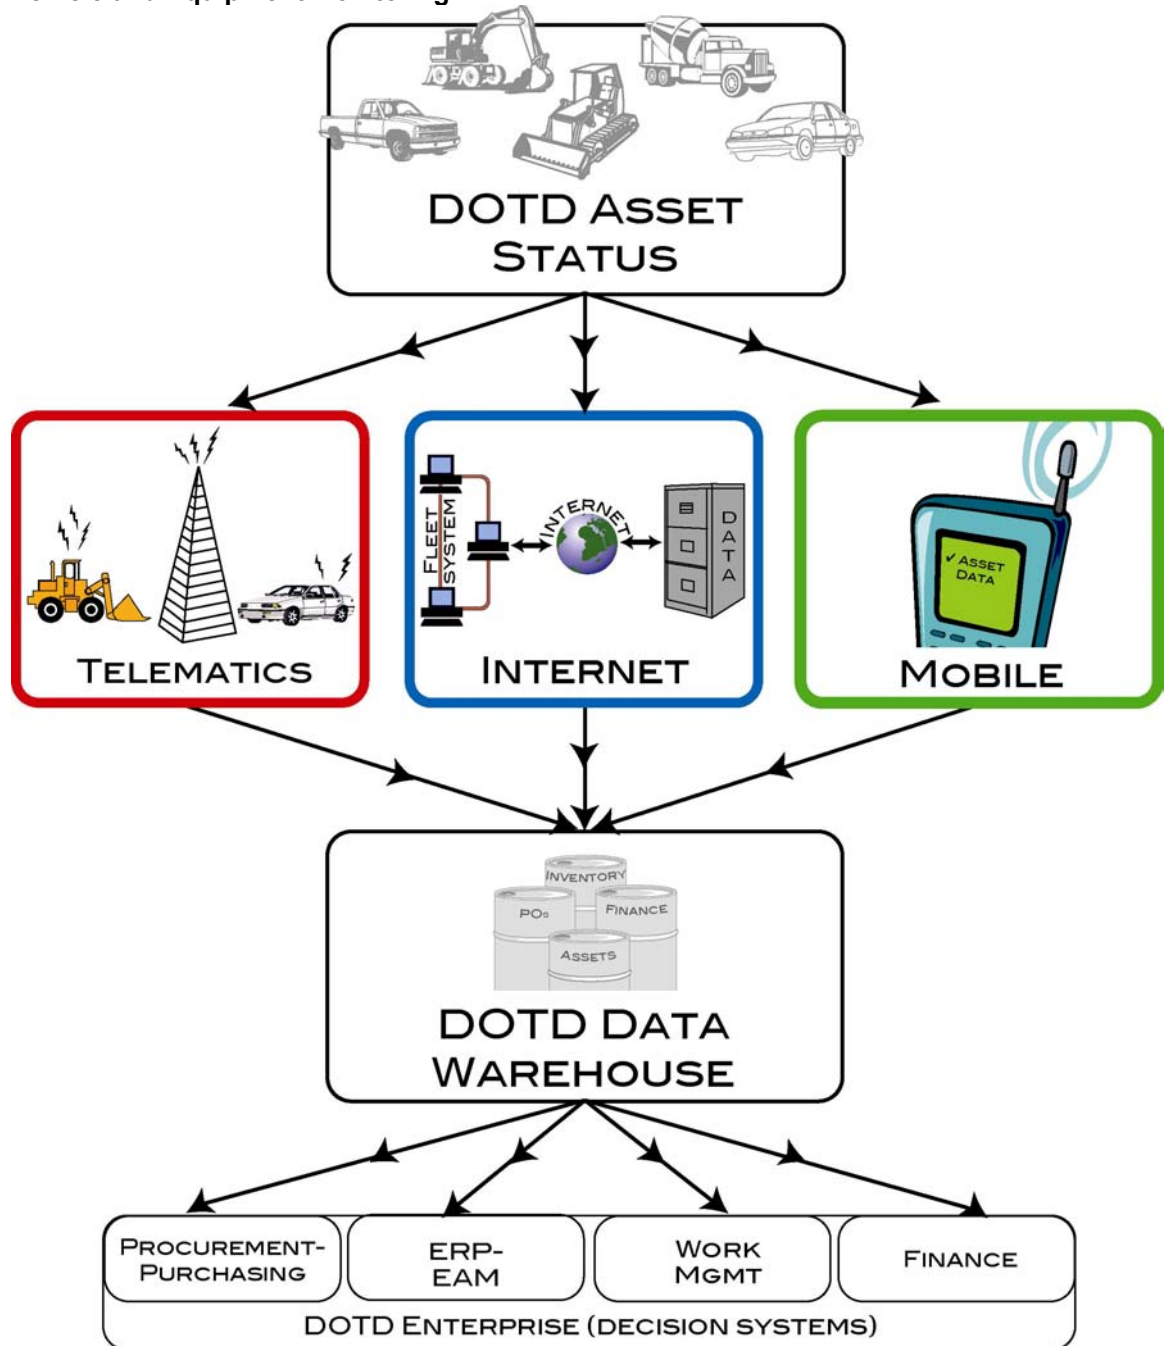 DOTD ASSET
STATUS
FLEET
SYSTEM
INTERNET
DATA
✓ ASSET
DATA
TELEMATICS
INTERNET
MOBILE
INVENTORY
POs
FINANCE
ASSETS
DOTD DATA
WAREHOUSE
PROCUREMENT-
PURCHASING
ERP-
EAM
WORK
MGMT
FINANCE
DOTD ENTERPRISE (DECISION SYSTEMS)